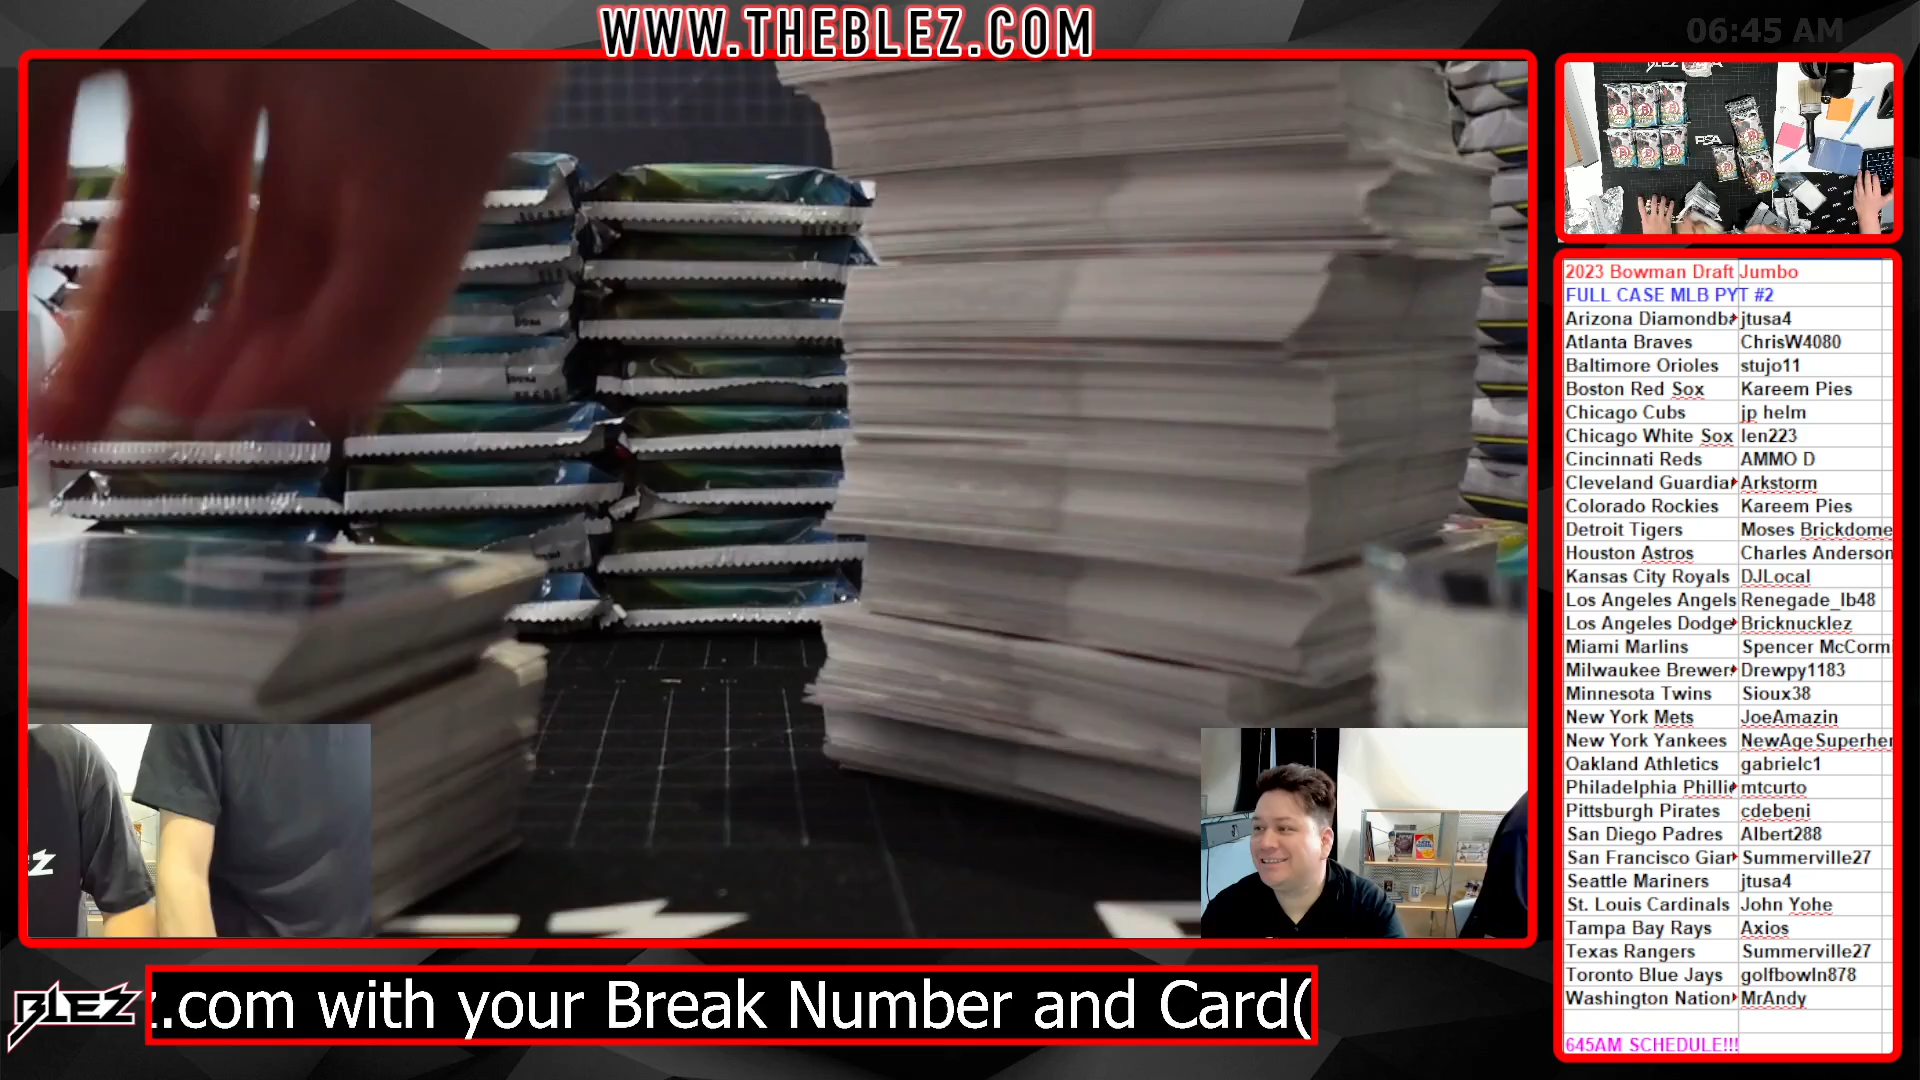 WWW.THEBLEZ.COM
06:45 AM
PSA
2023 Bowman Draft Jumbo
FULL CASE MLB PYT #2
Arizona Diamondba jtusa4
Atlanta Braves ChrisW4080
Baltimore Orioles stujo11
Boston Red Sox Kareem Pies
Chicago Cubs jp helm
Chicago White Sox len223
Cincinnati Reds AMMO D
Cleveland Guardian Arkstorm
Colorado Rockies Kareem Pies
Detroit Tigers Moses Brickdome
Houston Astros Charles Anderson
Kansas City Royals DJLocal
Los Angeles Angels Renegade_lb48
Los Angeles Dodge Bricknucklez
Miami Marlins Spencer McCormi
Milwaukee Brewer Drewpy1183
Minnesota Twins Sioux38
New York Mets JoeAmazin
New York Yankees NewAgeSuperher
Oakland Athletics gabrielc1
Philadelphia Phillie mtcurto
Pittsburgh Pirates cdebeni
San Diego Padres Albert288
San Francisco Gian Summerville27
Seattle Mariners jtusa4
St. Louis Cardinals John Yohe
Tampa Bay Rays Axios
Texas Rangers Summerville27
Toronto Blue Jays golfbowln878
Washington Nation MrAndy
645AM SCHEDULE!!!
BLEZ
z.com with your Break Number and Card(